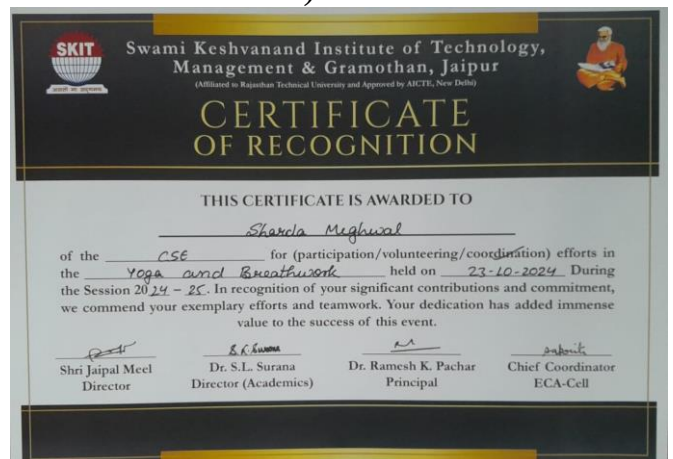 SKIT
Swami Keshvanand Institute of Technology,
Management & Gramothan, Jaipur
(Affiliated to Rajasthan Technical University and Approved by AICTE, New Delhi)
CERTIFICATE
OF RECOGNITION
THIS CERTIFICATE IS AWARDED TO
Sharda Meghwal
of the CSE for (participation/volunteering/coordination) efforts in
the Yoga and Breathwork held on 23-10-2024 During
the Session 2024 - 25. In recognition of your significant contributions and commitment,
we commend your exemplary efforts and teamwork. Your dedication has added immense
value to the success of this event.
S.L. Surana
Shri Jaipal Meel Dr. S.L. Surana Dr. Ramesh K. Pachar Chief Coordinator
Director Director (Academics) Principal ECA-Cell